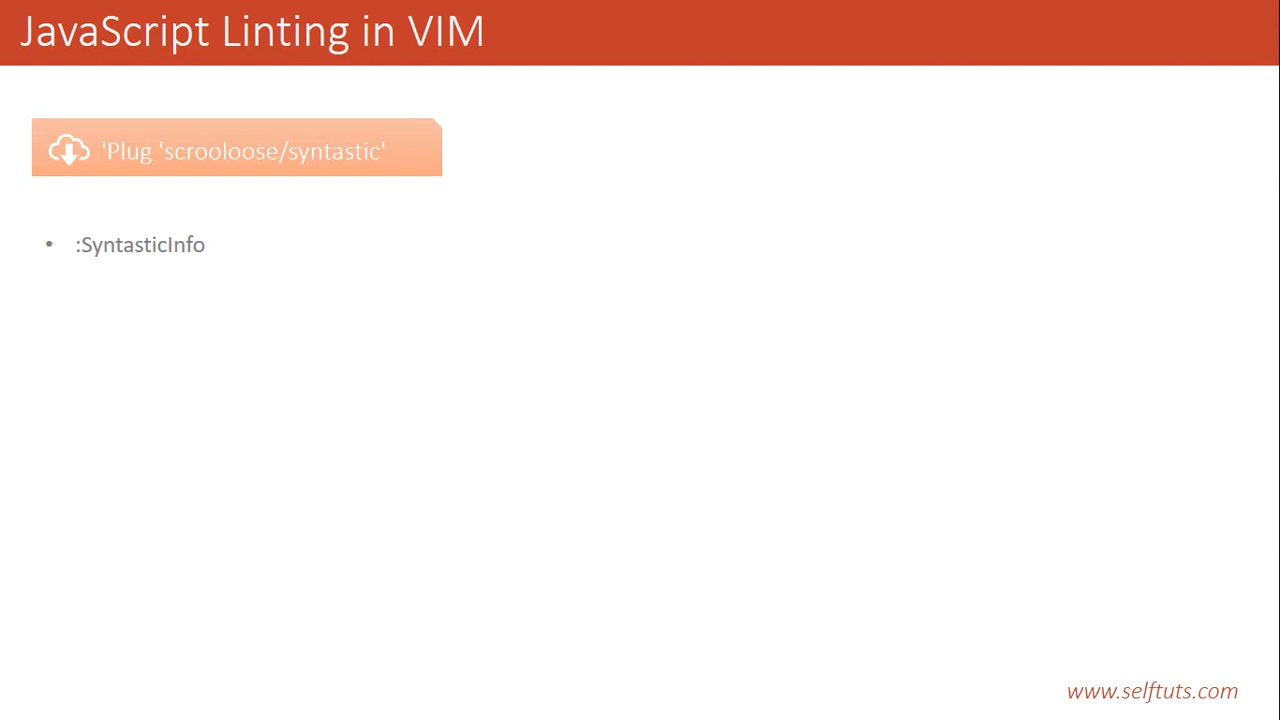 JavaScript Linting in VIM
'Plug 'scrooloose/syntastic'
• :SyntasticInfo
www.selftuts.com